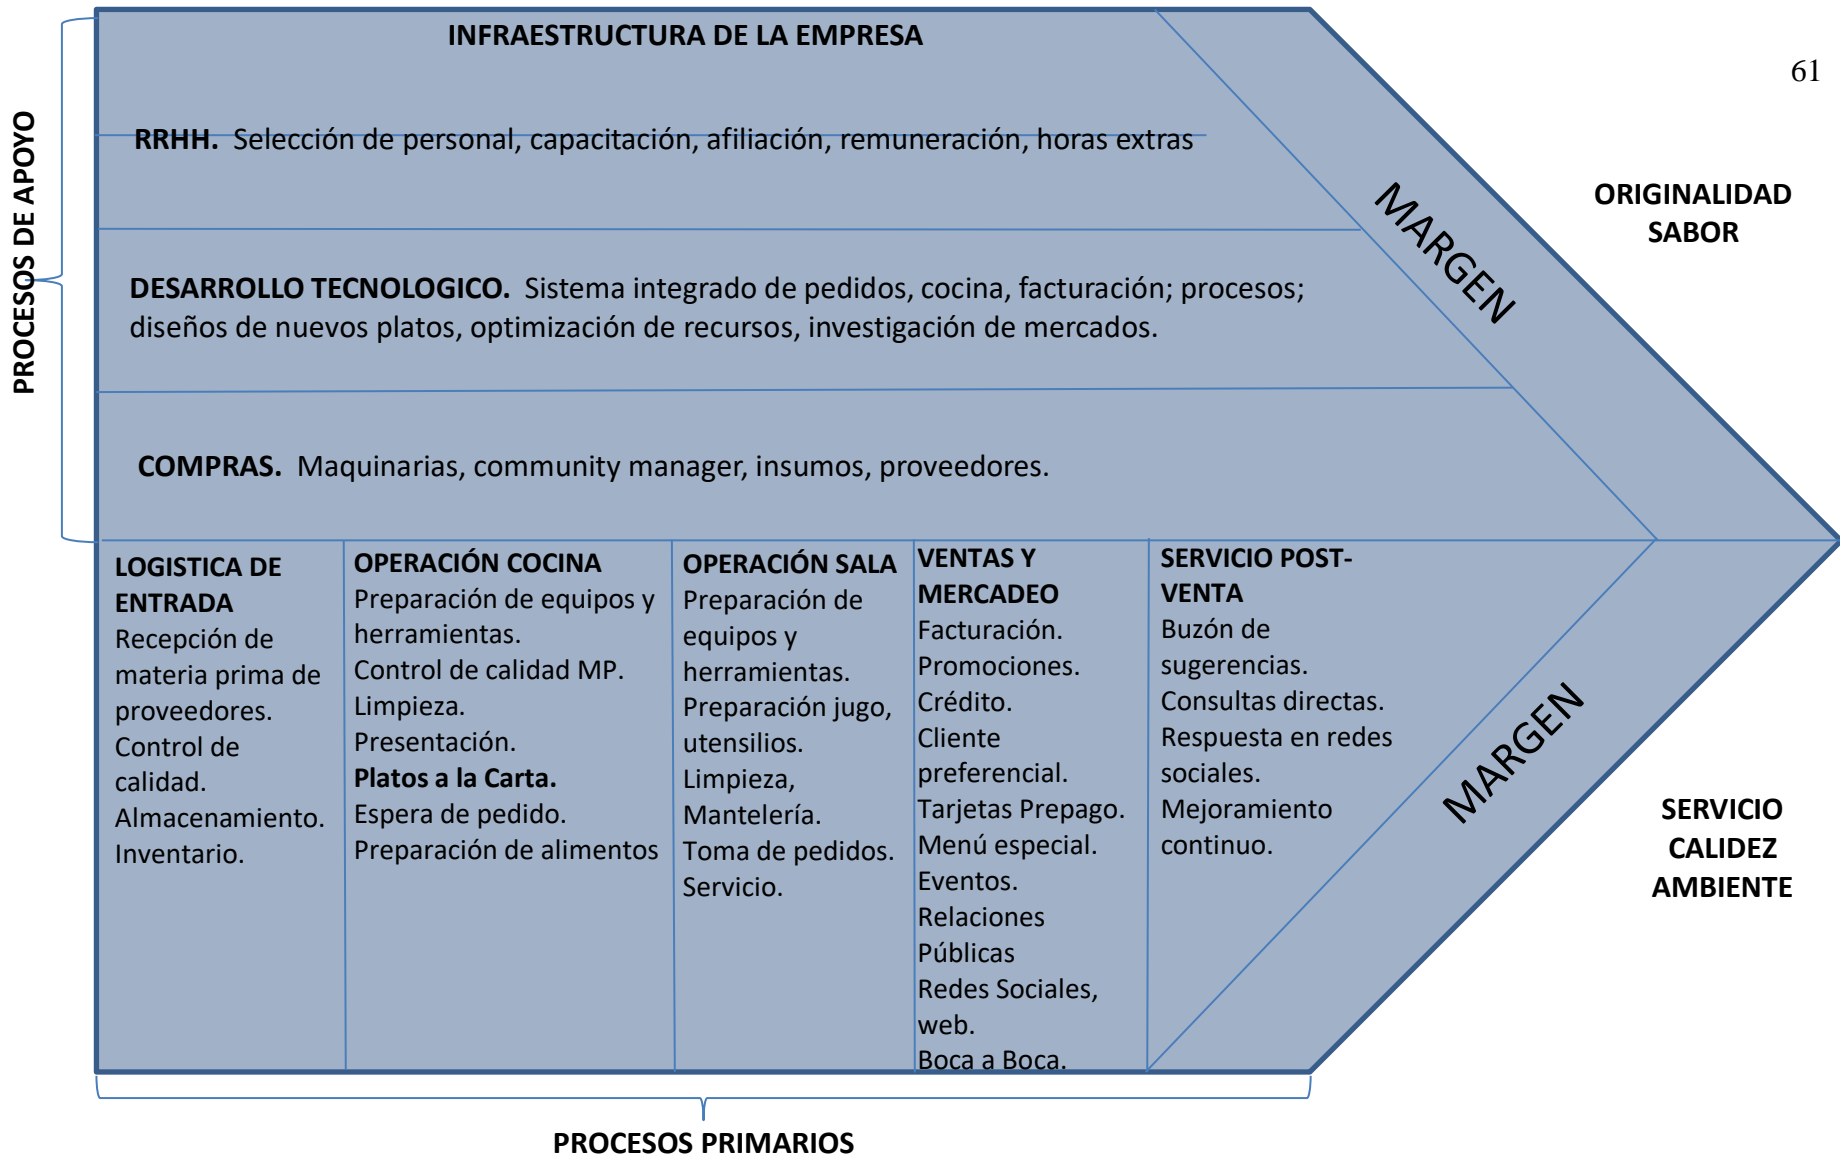 61
INFRAESTRUCTURA DE LA EMPRESA
PROCESOS DE APOYO
RRHH. Selección de personal, capacitación, afiliación, remuneración, horas extras
DESARROLLO TECNOLOGICO. Sistema integrado de pedidos, cocina, facturación; procesos;
diseños de nuevos platos, optimización de recursos, investigación de mercados.
COMPRAS. Maquinarias, community manager, insumos, proveedores.
MARGEN
ORIGINALIDAD
SABOR
LOGISTICA DE
ENTRADA
Recepción de
materia prima de
proveedores.
Control de
calidad.
Almacenamiento.
Inventario.
OPERACIÓN COCINA
Preparación de equipos y
herramientas.
Control de calidad MP.
Limpieza.
Presentación.
Platos a la Carta.
Espera de pedido.
Preparación de alimentos
OPERACIÓN SALA
Preparación de
equipos y
herramientas.
Preparación jugo,
utensilios.
Limpieza,
Mantelería.
Toma de pedidos.
Servicio.
VENTAS Y
MERCADEO
Facturación.
Promociones.
Crédito.
Cliente
preferencial.
Tarjetas Prepago.
Menú especial.
Eventos.
Relaciones
Públicas
Redes Sociales,
web.
Boca a Boca.
SERVICIO POST-
VENTA
Buzón de
sugerencias.
Consultas directas.
Respuesta en redes
sociales.
Mejoramiento
continuo.
MARGEN
SERVICIO
CALIDEZ
AMBIENTE
PROCESOS PRIMARIOS